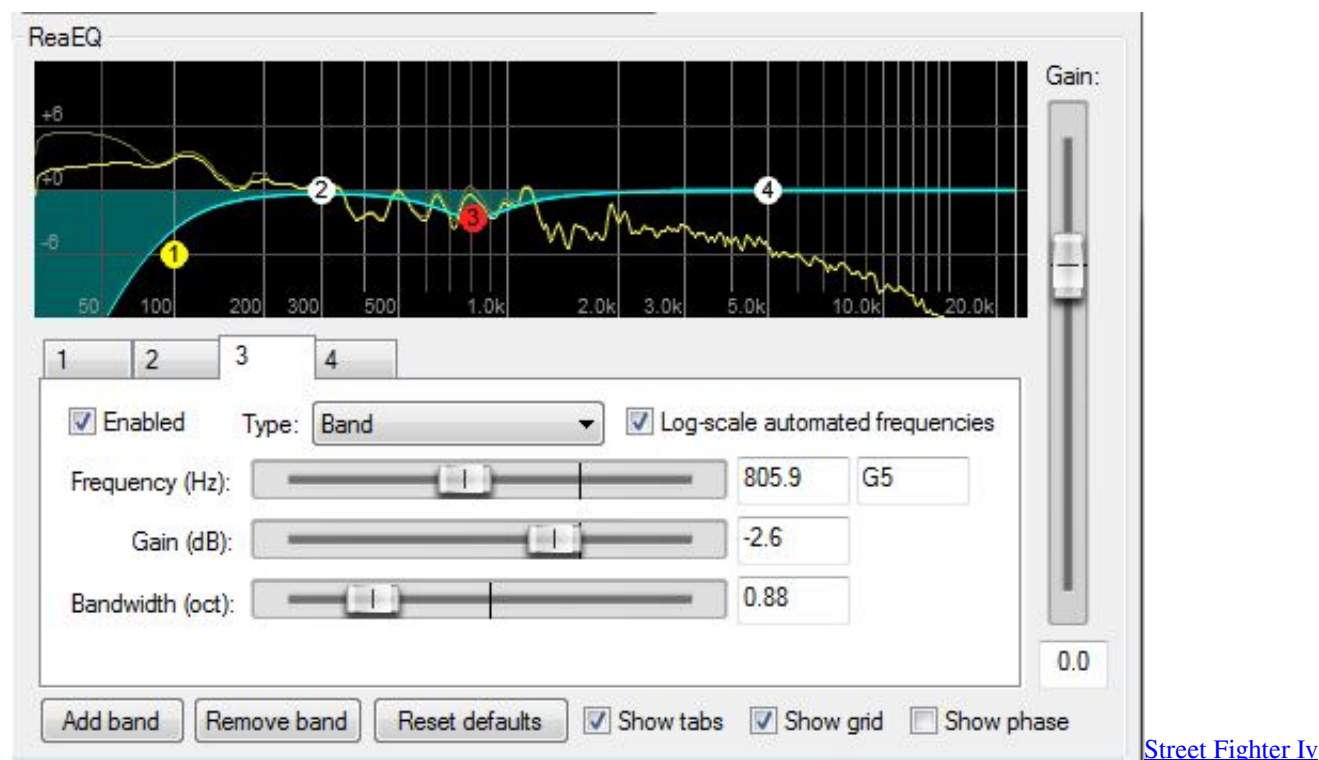 ReaEQ
Gain:
+6
+0
-6
1
2
3
4
50 100 200 300 500 1.0k 2.0k 3.0k 5.0k 10.0k 20.0k
1 2 3 4
Enabled Type: Band Log-scale automated frequencies
Frequency (Hz): 805.9 G5
Gain (dB): -2.6
Bandwidth (oct): 0.88
0.0
Add band Remove band Reset defaults Show tabs Show grid Show phase
Street Fighter Iv